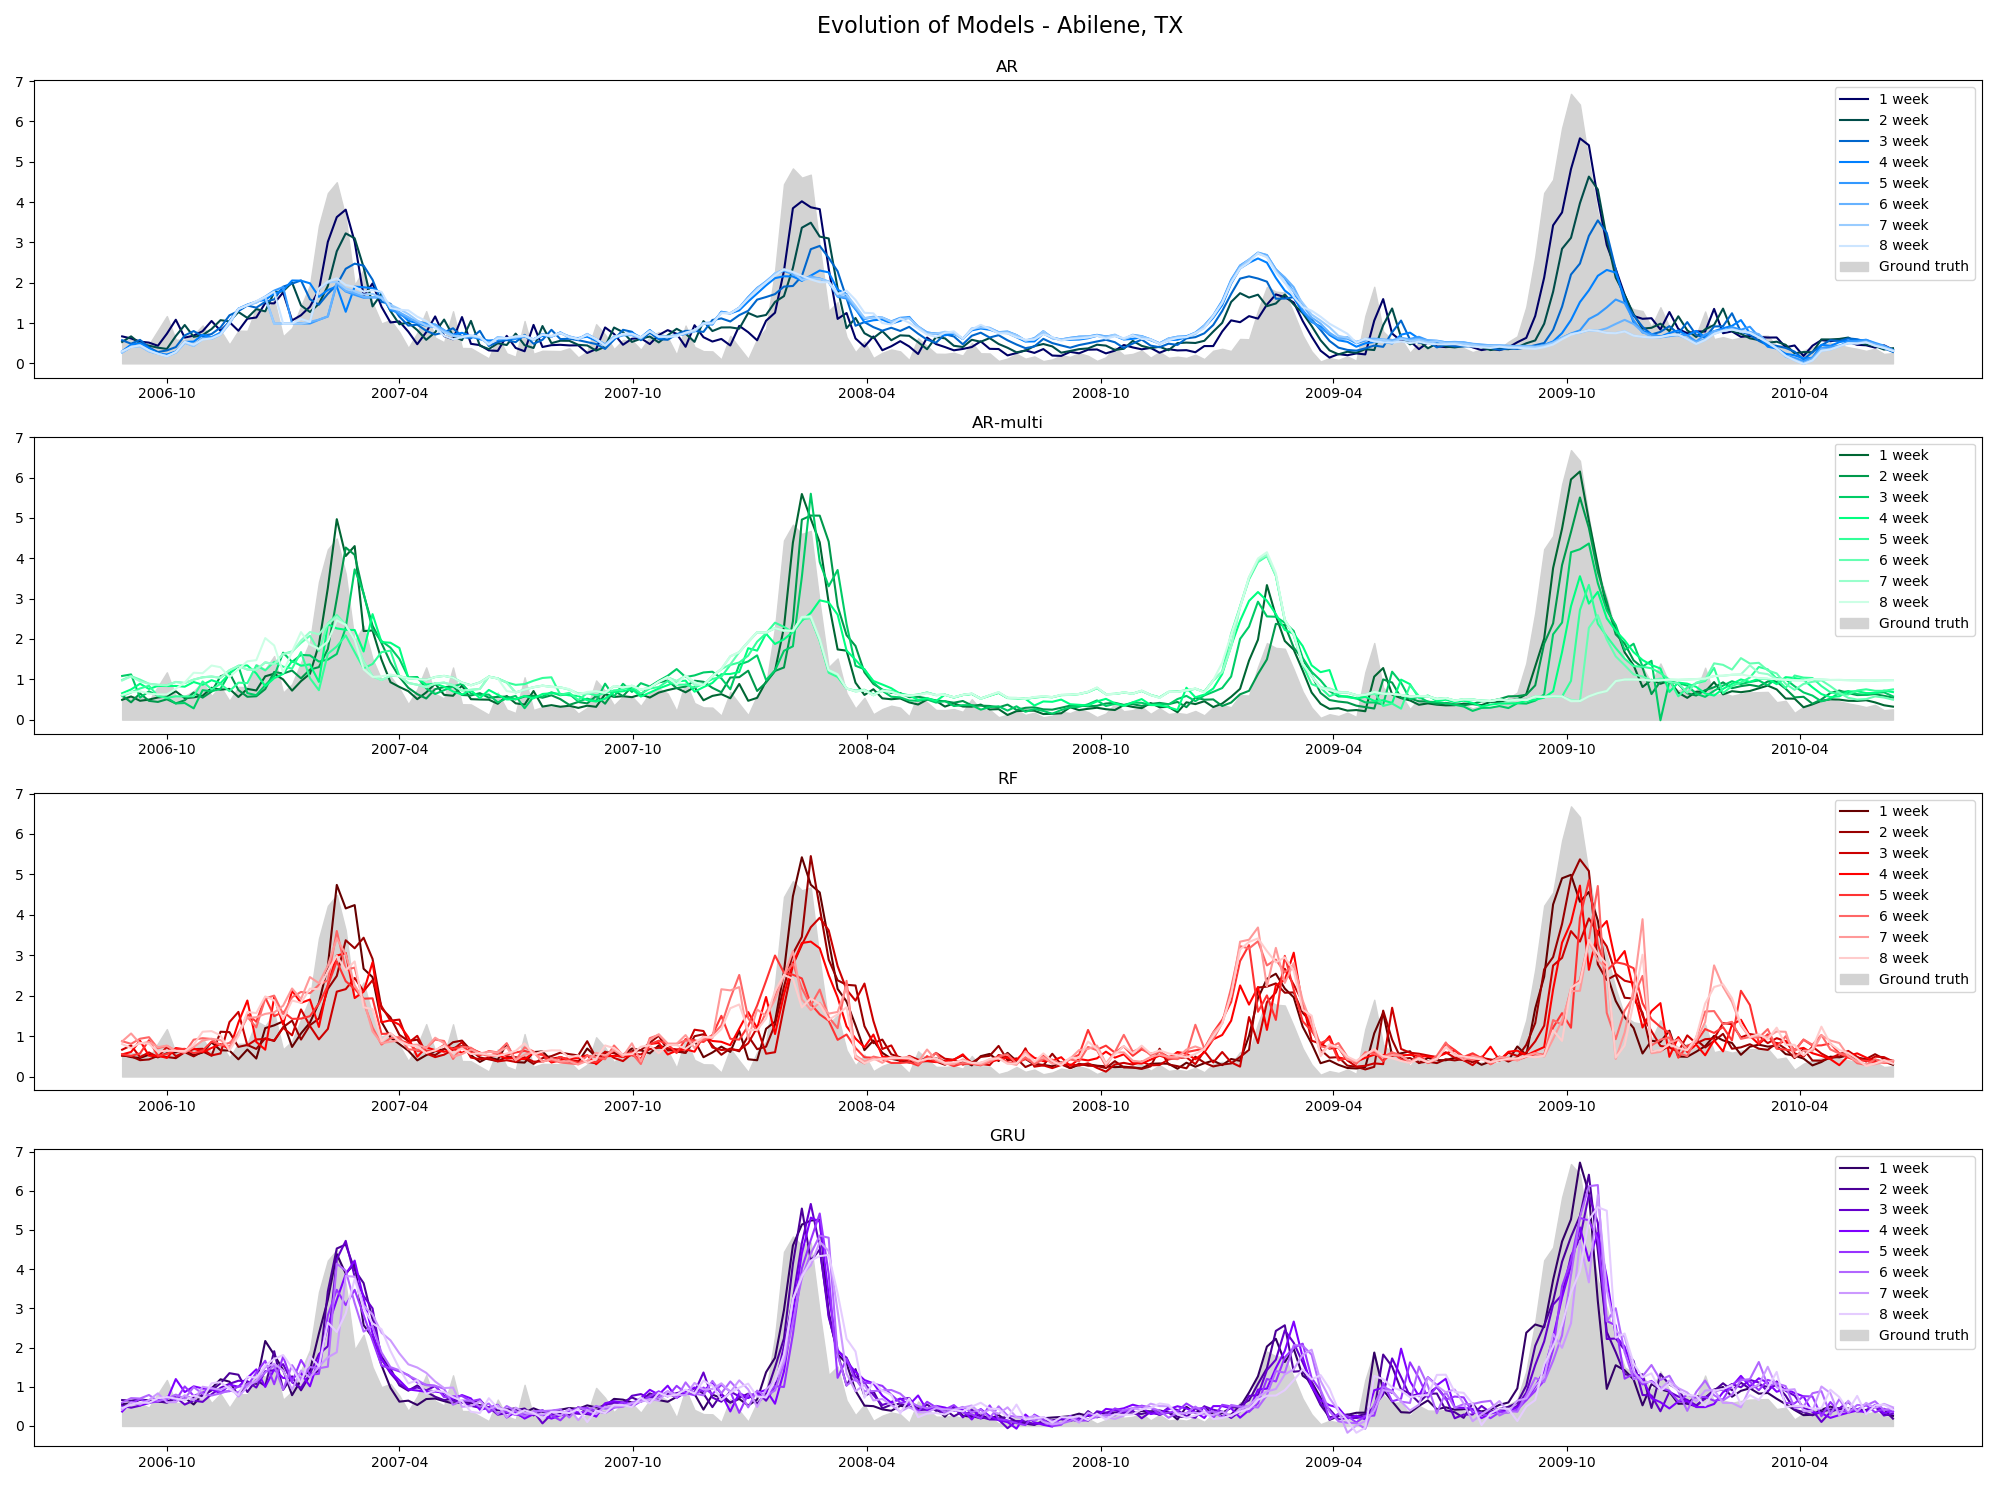 Evolution of Models - Abilene, TX
AR
7
6
5
4
3
2
1
0
1 week
2 week
3 week
4 week
5 week
6 week
7 week
8 week
Ground truth
2006-10 2007-04 2007-10 2008-04 2008-10 2009-04 2009-10 2010-04
AR-multi
7
6
5
4
3
2
1
0
1 week
2 week
3 week
4 week
5 week
6 week
7 week
8 week
Ground truth
2006-10 2007-04 2007-10 2008-04 2008-10 2009-04 2009-10 2010-04
RF
7
6
5
4
3
2
1
0
1 week
2 week
3 week
4 week
5 week
6 week
7 week
8 week
Ground truth
2006-10 2007-04 2007-10 2008-04 2008-10 2009-04 2009-10 2010-04
GRU
7
6
5
4
3
2
1
0
1 week
2 week
3 week
4 week
5 week
6 week
7 week
8 week
Ground truth
2006-10 2007-04 2007-10 2008-04 2008-10 2009-04 2009-10 2010-04